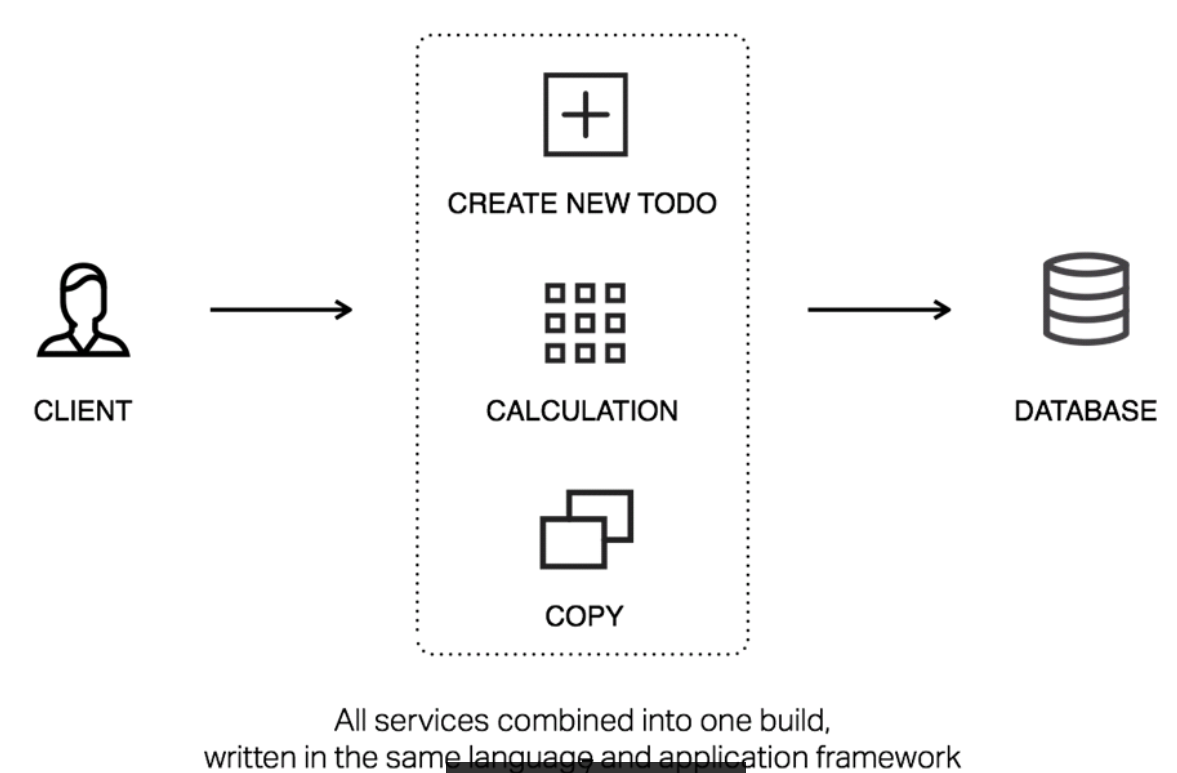 CREATE NEW TODO
CLIENT
CALCULATION
DATABASE
COPY
All services combined into one build,
written in the same language and application framework